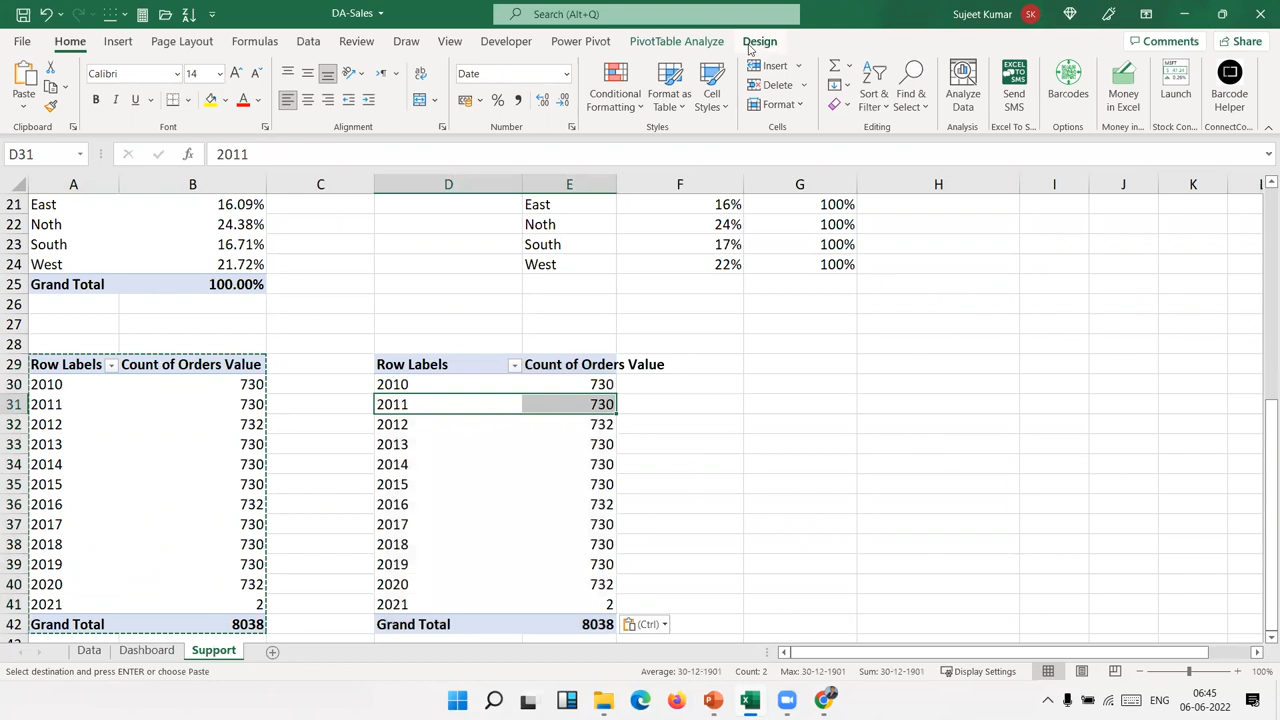 DA-Sales
Search (Alt+Q)
Sujeet Kumar
SK
File Home Insert Page Layout Formulas Data Review Draw View Developer Power Pivot PivotTable Analyze Design
Comments Share
Paste
Calibri 14
B I U
Date
Conditional Formatting
Format as Table
Cell Styles
Insert
Delete
Format
Sort & Filter
Find & Select
Analyze Data
Send SMS
Barcodes
Money in Excel
Launch
Barcode Helper
Clipboard Font Alignment Number Styles Cells Editing Analysis Excel To S... Options Money in... Stock Con... ConnectCo...
D31 fx 2011
A B C D E F G H I J K L
21 East 16.09% East 16% 100%
22 Noth 24.38% Noth 24% 100%
23 South 16.71% South 17% 100%
24 West 21.72% West 22% 100%
25 Grand Total 100.00%
26
27
28
29 Row Labels Count of Orders Value Row Labels Count of Orders Value
30 2010 730 2010 730
31 2011 730 2011 730
32 2012 732 2012 732
33 2013 730 2013 730
34 2014 730 2014 730
35 2015 730 2015 730
36 2016 732 2016 732
37 2017 730 2017 730
38 2018 730 2018 730
39 2019 730 2019 730
40 2020 732 2020 732
41 2021 2 2021 2
42 Grand Total 8038 Grand Total 8038 (Ctrl)
Data Dashboard Support
Select destination and press ENTER or choose Paste Average: 30-12-1901 Count: 2 Max: 30-12-1901 Sum: 30-12-1901 Display Settings 100%
ENG
06:45
06-06-2022